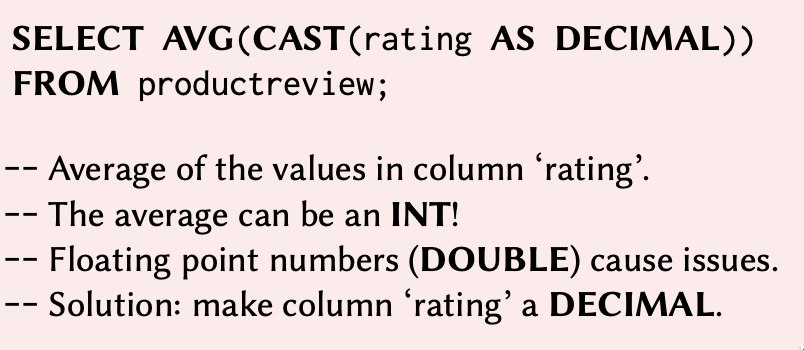 SELECT AVG(CAST(rating AS DECIMAL))
FROM productreview;
-- Average of the values in column ‘rating’.
-- The average can be an INT!
-- Floating point numbers (DOUBLE) cause issues.
-- Solution: make column ‘rating’ a DECIMAL.